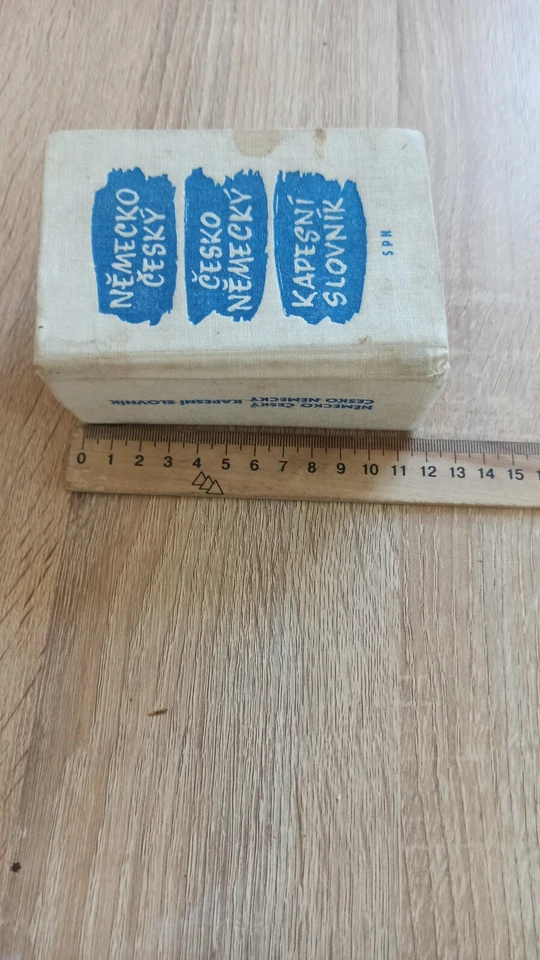 NĚMECKO
ČESKÝ
ČESKO
NĚMECKÝ
KAPESNÍ
SLOVNÍK
SPN
NĚMECKO ČESKÝ
ČESKO NĚMECKÝ KAPESNÍ SLOVNÍK
0 1 2 3 4 5 6 7 8 9 10 11 12 13 14 15